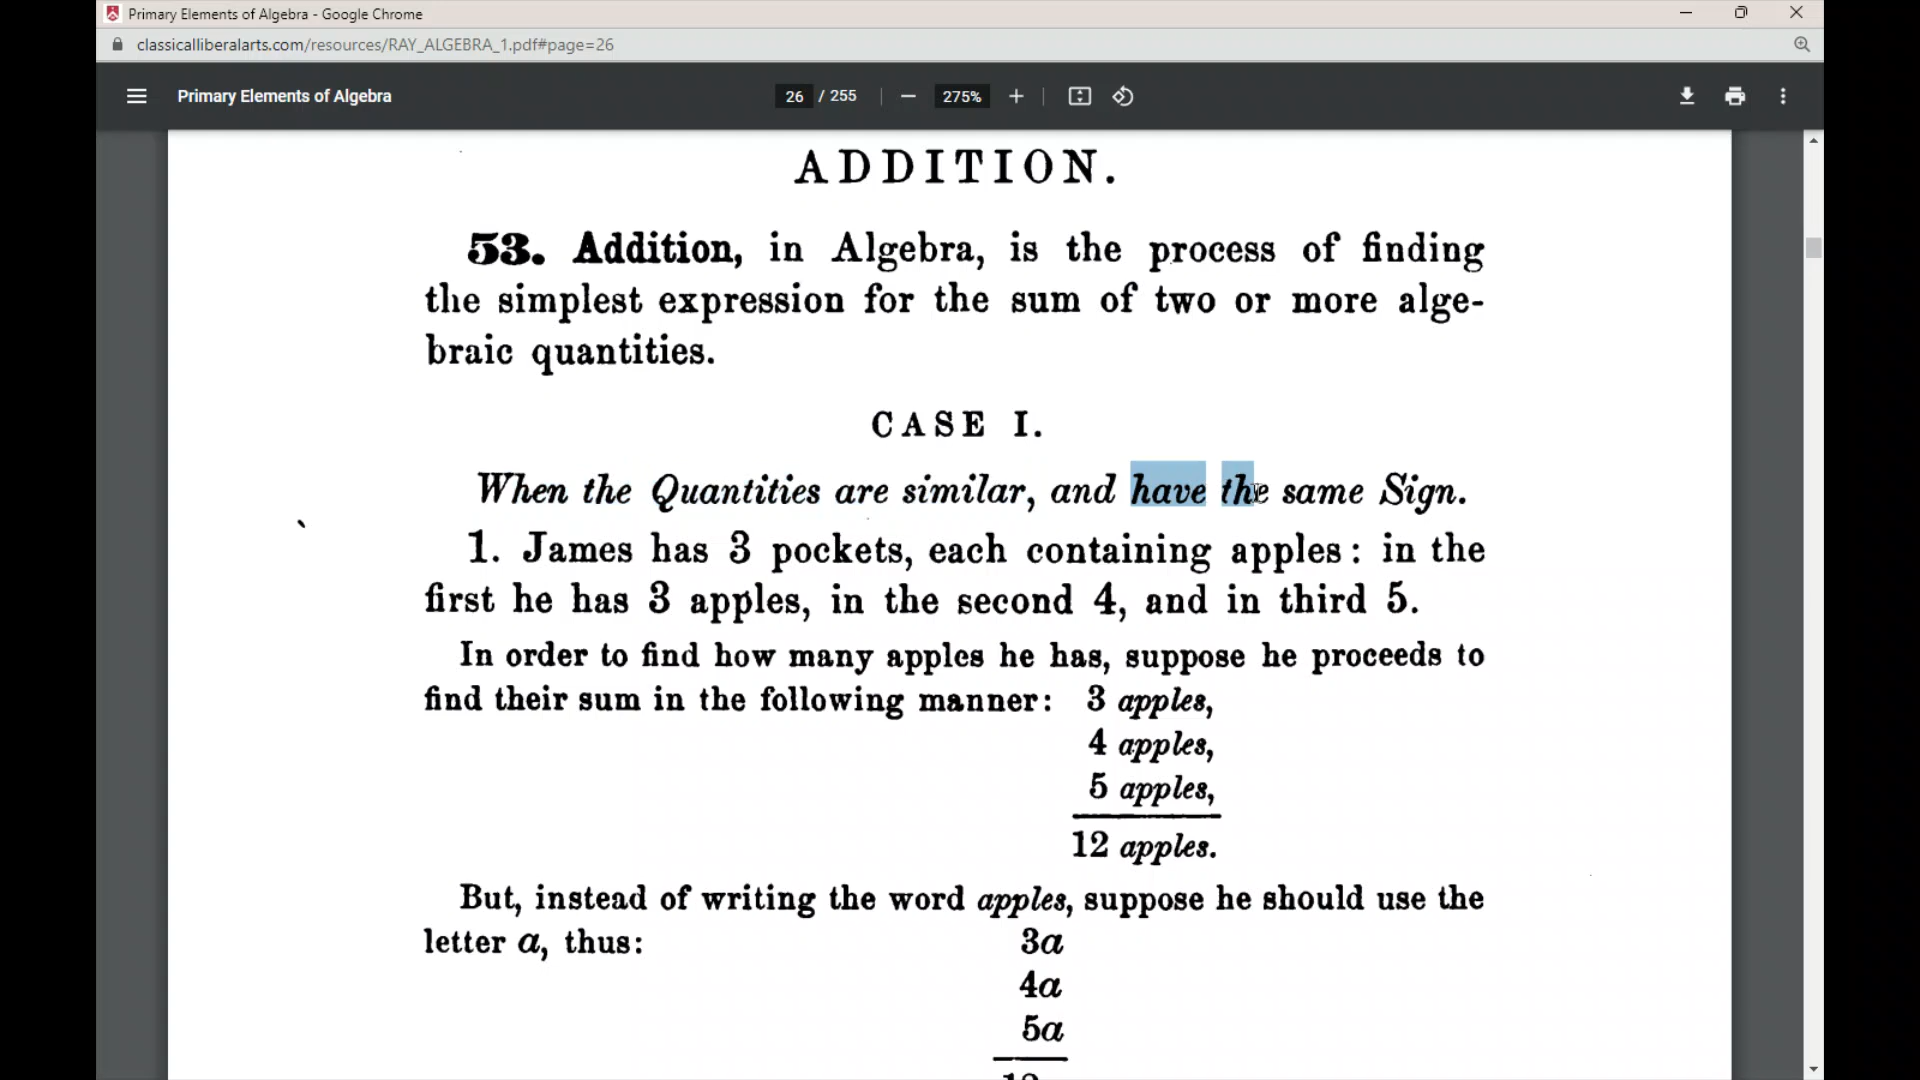 Primary Elements of Algebra - Google Chrome
classicalliberalarts.com/resources/RAY_ALGEBRA_1.pdf#page=26
Primary Elements of Algebra
26 / 255
275%
ADDITION.
53. Addition, in Algebra, is the process of finding
the simplest expression for the sum of two or more alge-
braic quantities.
CASE I.
When the Quantities are similar, and have the same Sign.
1. James has 3 pockets, each containing apples: in the
first he has 3 apples, in the second 4, and in third 5.
In order to find how many apples he has, suppose he proceeds to
find their sum in the following manner: 3 apples,
4 apples,
5 apples,
12 apples.
But, instead of writing the word apples, suppose he should use the
letter a, thus: 3a
4a
5a